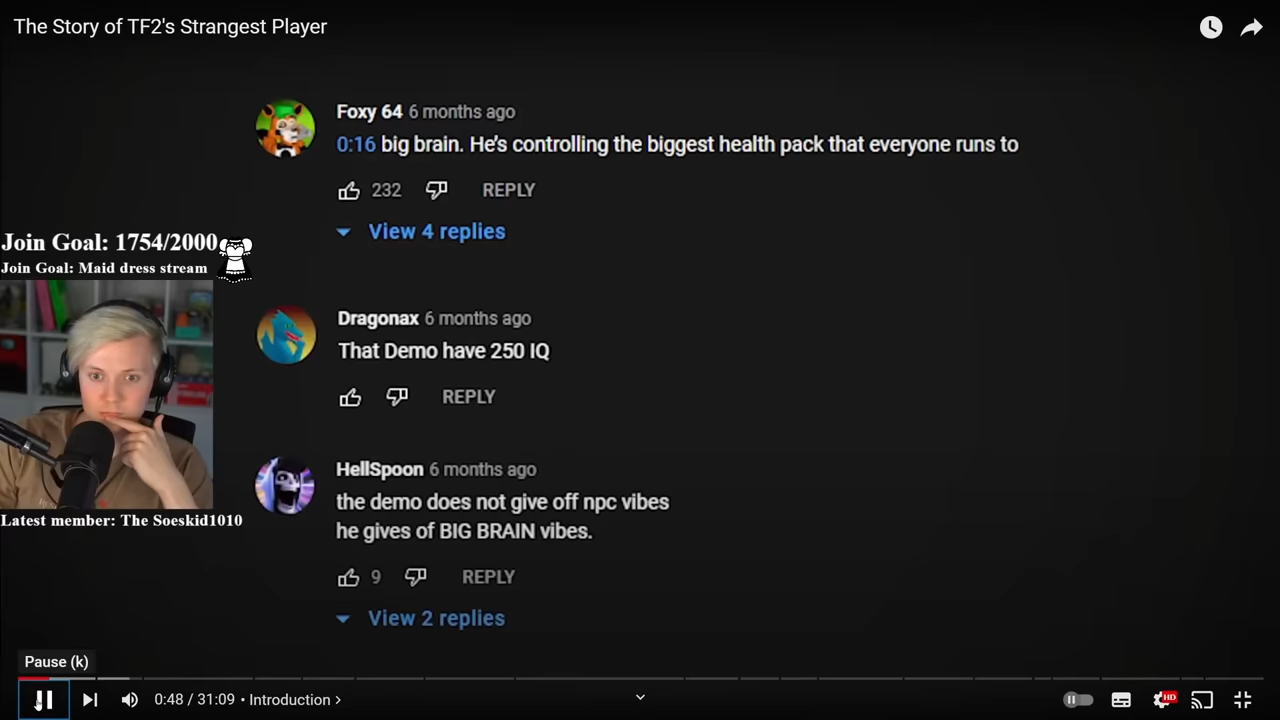 The Story of TF2's Strangest Player
Foxy 64 6 months ago
0:16 big brain. He's controlling the biggest health pack that everyone runs to
232 REPLY
View 4 replies
Join Goal: 1754/2000
Join Goal: Maid dress stream
Dragonax 6 months ago
That Demo have 250 IQ
REPLY
HellSpoon 6 months ago
the demo does not give off npc vibes
he gives of BIG BRAIN vibes.
Latest member: The Soeskid1010
9 REPLY
View 2 replies
Pause (k)
0:48 / 31:09 • Introduction
HD